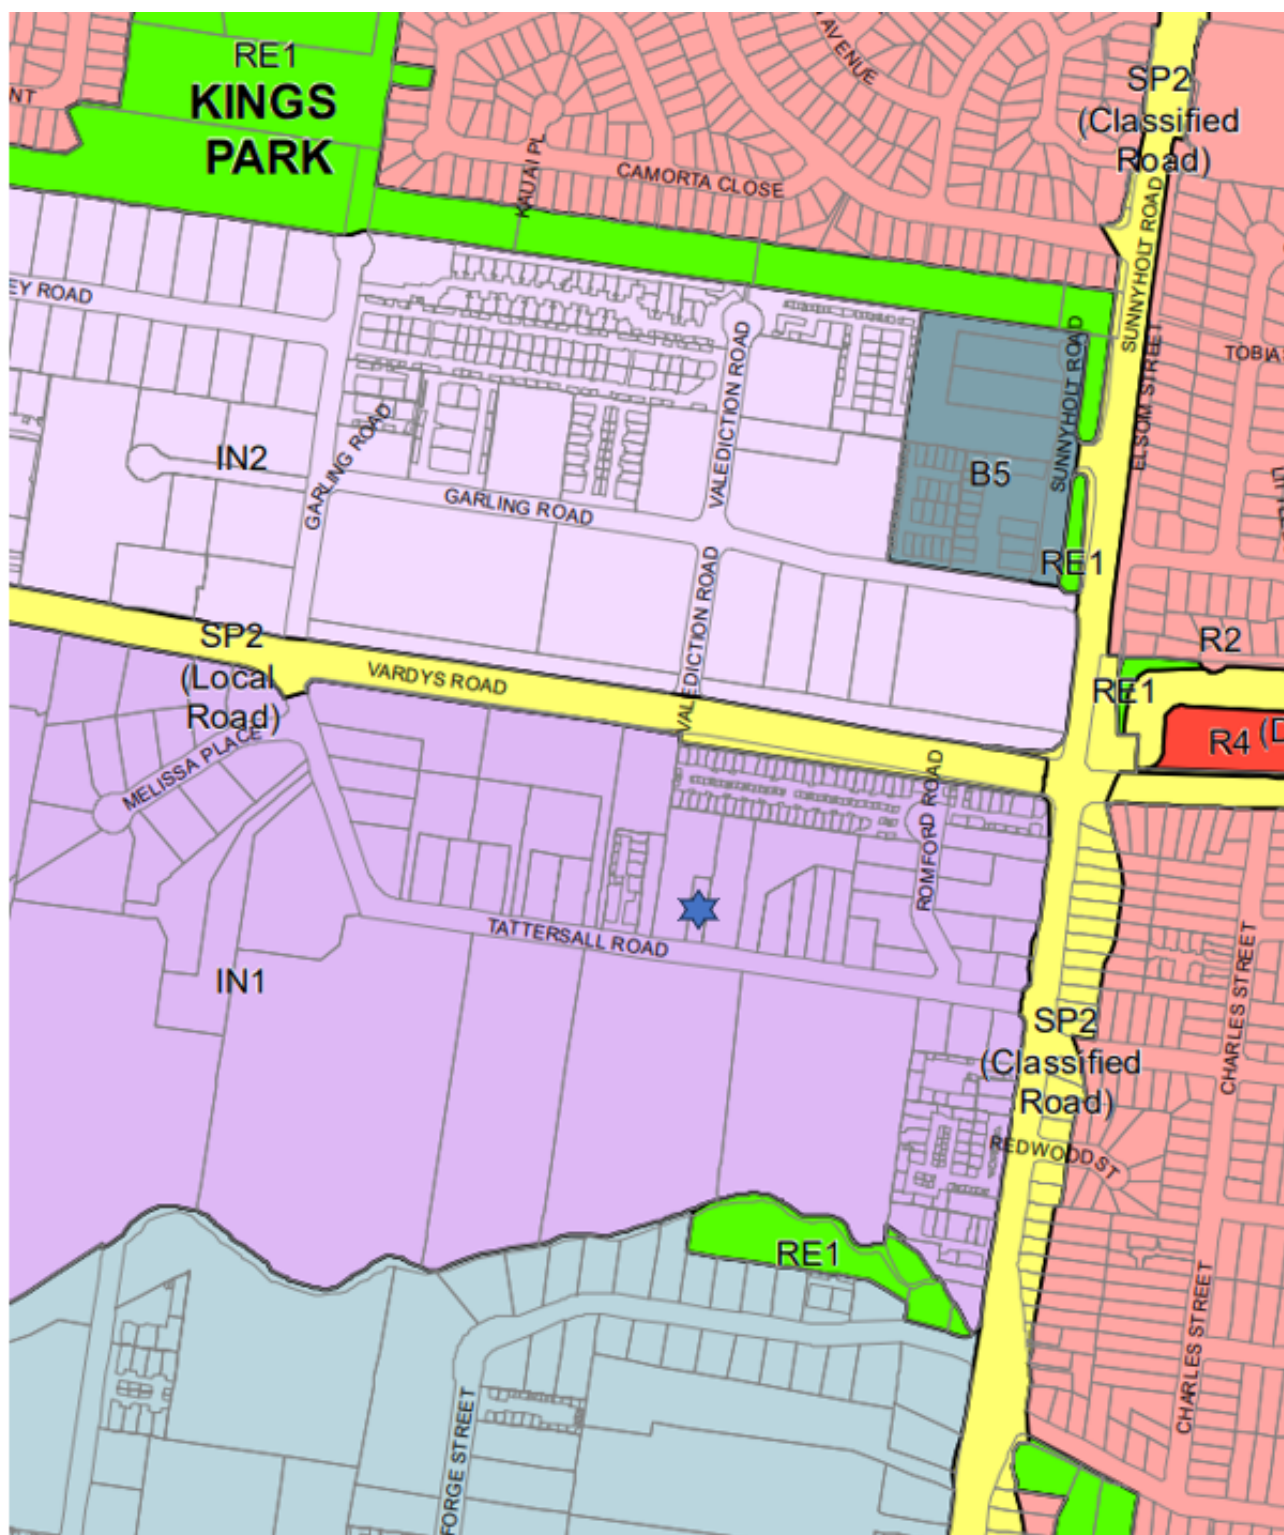 RE1
KINGS
PARK
NT
AVENUE
SP2
(Classified
Road)
KAUAI PL
CAMORTA CLOSE
SUNNYHOLT ROAD
EY ROAD
SUNNYHOLT ROAD
ELSOM STREET
TOBIA
VALEDICTION ROAD
GARLING ROAD
IN2
B5
GARLING ROAD
RE1
VALEDICTION ROAD
SP2
(Local
Road)
VARDYS ROAD
R2
RE1
R4
(D
MELISSA PLACE
ROMFORD ROAD
TATTERSALL ROAD
IN1
CHARLES STREET
SP2
(Classified
Road)
REDWOOD ST
RE1
CHARLES STREET
FORGE STREET